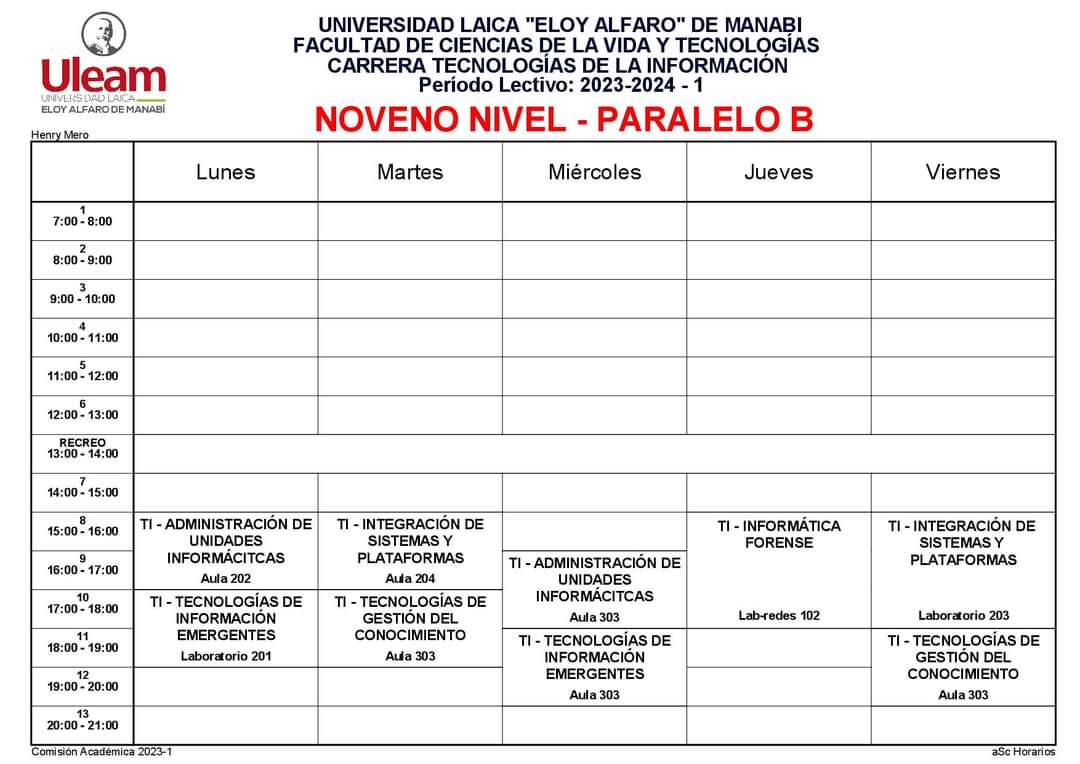 UNIVERSIDAD LAICA "ELOY ALFARO" DE MANABI
FACULTAD DE CIENCIAS DE LA VIDA Y TECNOLOGÍAS
CARRERA TECNOLOGÍAS DE LA INFORMACIÓN
Período Lectivo: 2023-2024 - 1
Uleam
UNIVERSIDAD LAICA
ELOY ALFARO DE MANABÍ
NOVENO NIVEL - PARALELO B
Henry Mero
Lunes
Martes
Miércoles
Jueves
Viernes
1
7:00 - 8:00
2
8:00 - 9:00
3
9:00 - 10:00
4
10:00 - 11:00
5
11:00 - 12:00
6
12:00 - 13:00
RECREO
13:00 - 14:00
7
14:00 - 15:00
8
15:00 - 16:00
9
16:00 - 17:00
10
17:00 - 18:00
11
18:00 - 19:00
12
19:00 - 20:00
13
20:00 - 21:00
TI - ADMINISTRACIÓN DE
UNIDADES
INFORMÁCITCAS
Aula 202
TI - TECNOLOGÍAS DE
INFORMACIÓN
EMERGENTES
Laboratorio 201
TI - INTEGRACIÓN DE
SISTEMAS Y
PLATAFORMAS
Aula 204
TI - TECNOLOGÍAS DE
GESTIÓN DEL
CONOCIMIENTO
Aula 303
TI - ADMINISTRACIÓN DE
UNIDADES
INFORMÁCITCAS
Aula 303
TI - TECNOLOGÍAS DE
INFORMACIÓN
EMERGENTES
Aula 303
TI - INFORMÁTICA
FORENSE
Lab-redes 102
TI - INTEGRACIÓN DE
SISTEMAS Y
PLATAFORMAS
Laboratorio 203
TI - TECNOLOGÍAS DE
GESTIÓN DEL
CONOCIMIENTO
Aula 303
Comisión Académica 2023-1
aSc Horarios